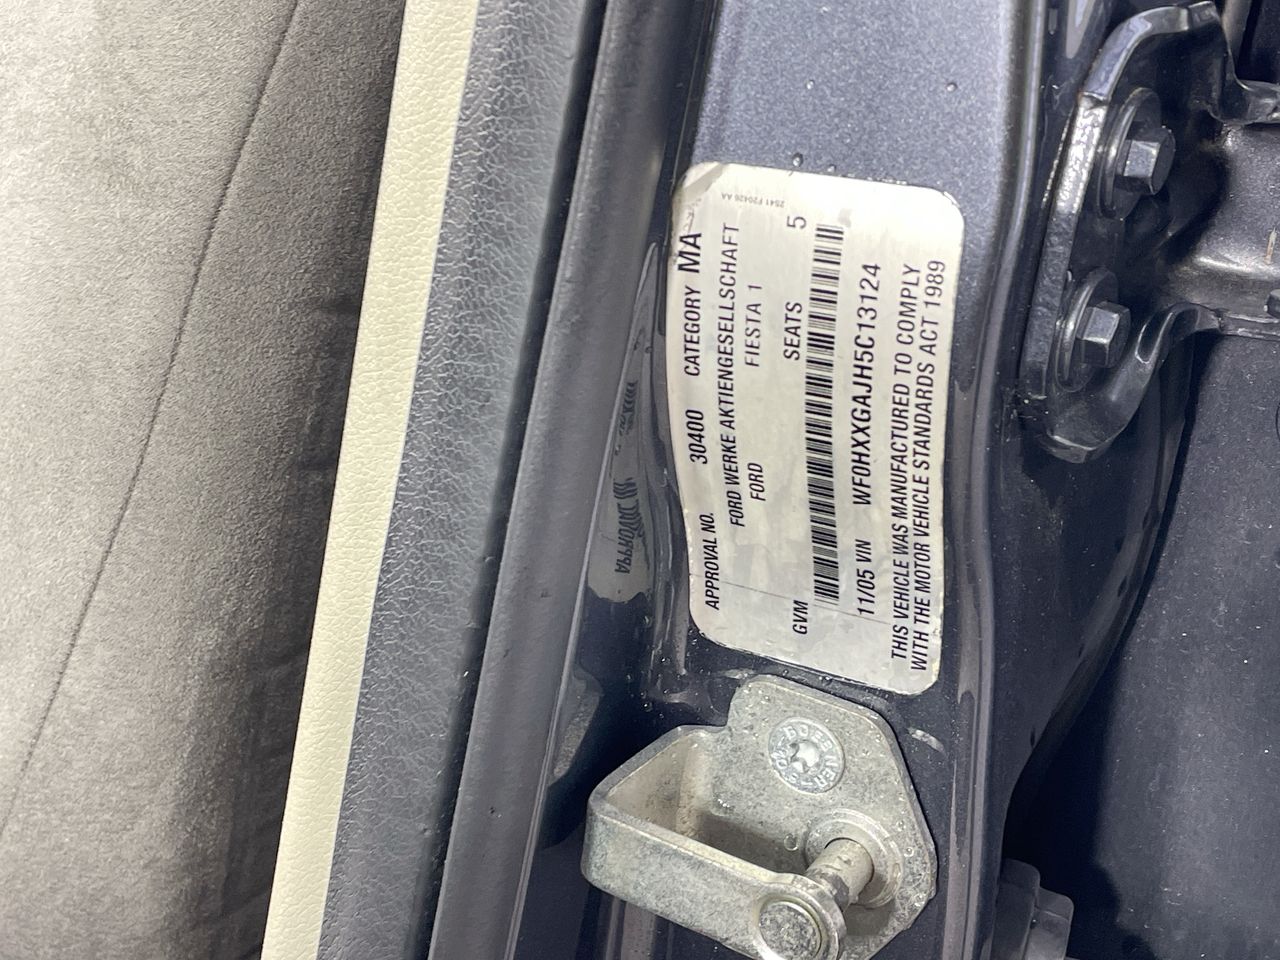 2S41 F20426 AA
APPROVAL NO. 30400 CATEGORY MA
FORD WERKE AKTIENGESELLSCHAFT
FORD FIESTA 1
GVM SEATS 5
11/05 VIN WF0HXXGAJH5C13124
THIS VEHICLE WAS MANUFACTURED TO COMPLY
WITH THE MOTOR VEHICLE STANDARDS ACT 1989